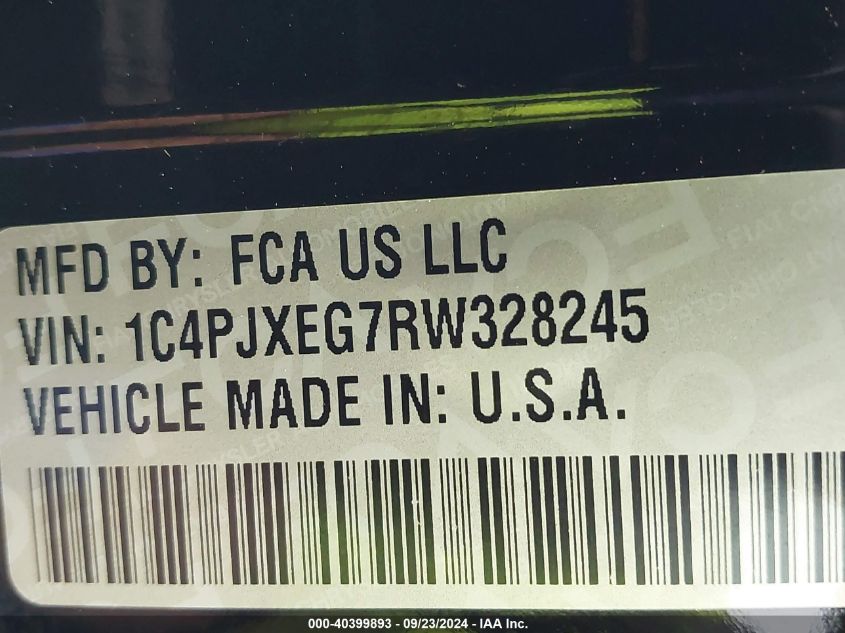 MFD BY: FCA US LLC
VIN: 1C4PJXEG7RW328245
VEHICLE MADE IN: U.S.A.
000-40399893 - 09/23/2024 - IAA Inc.